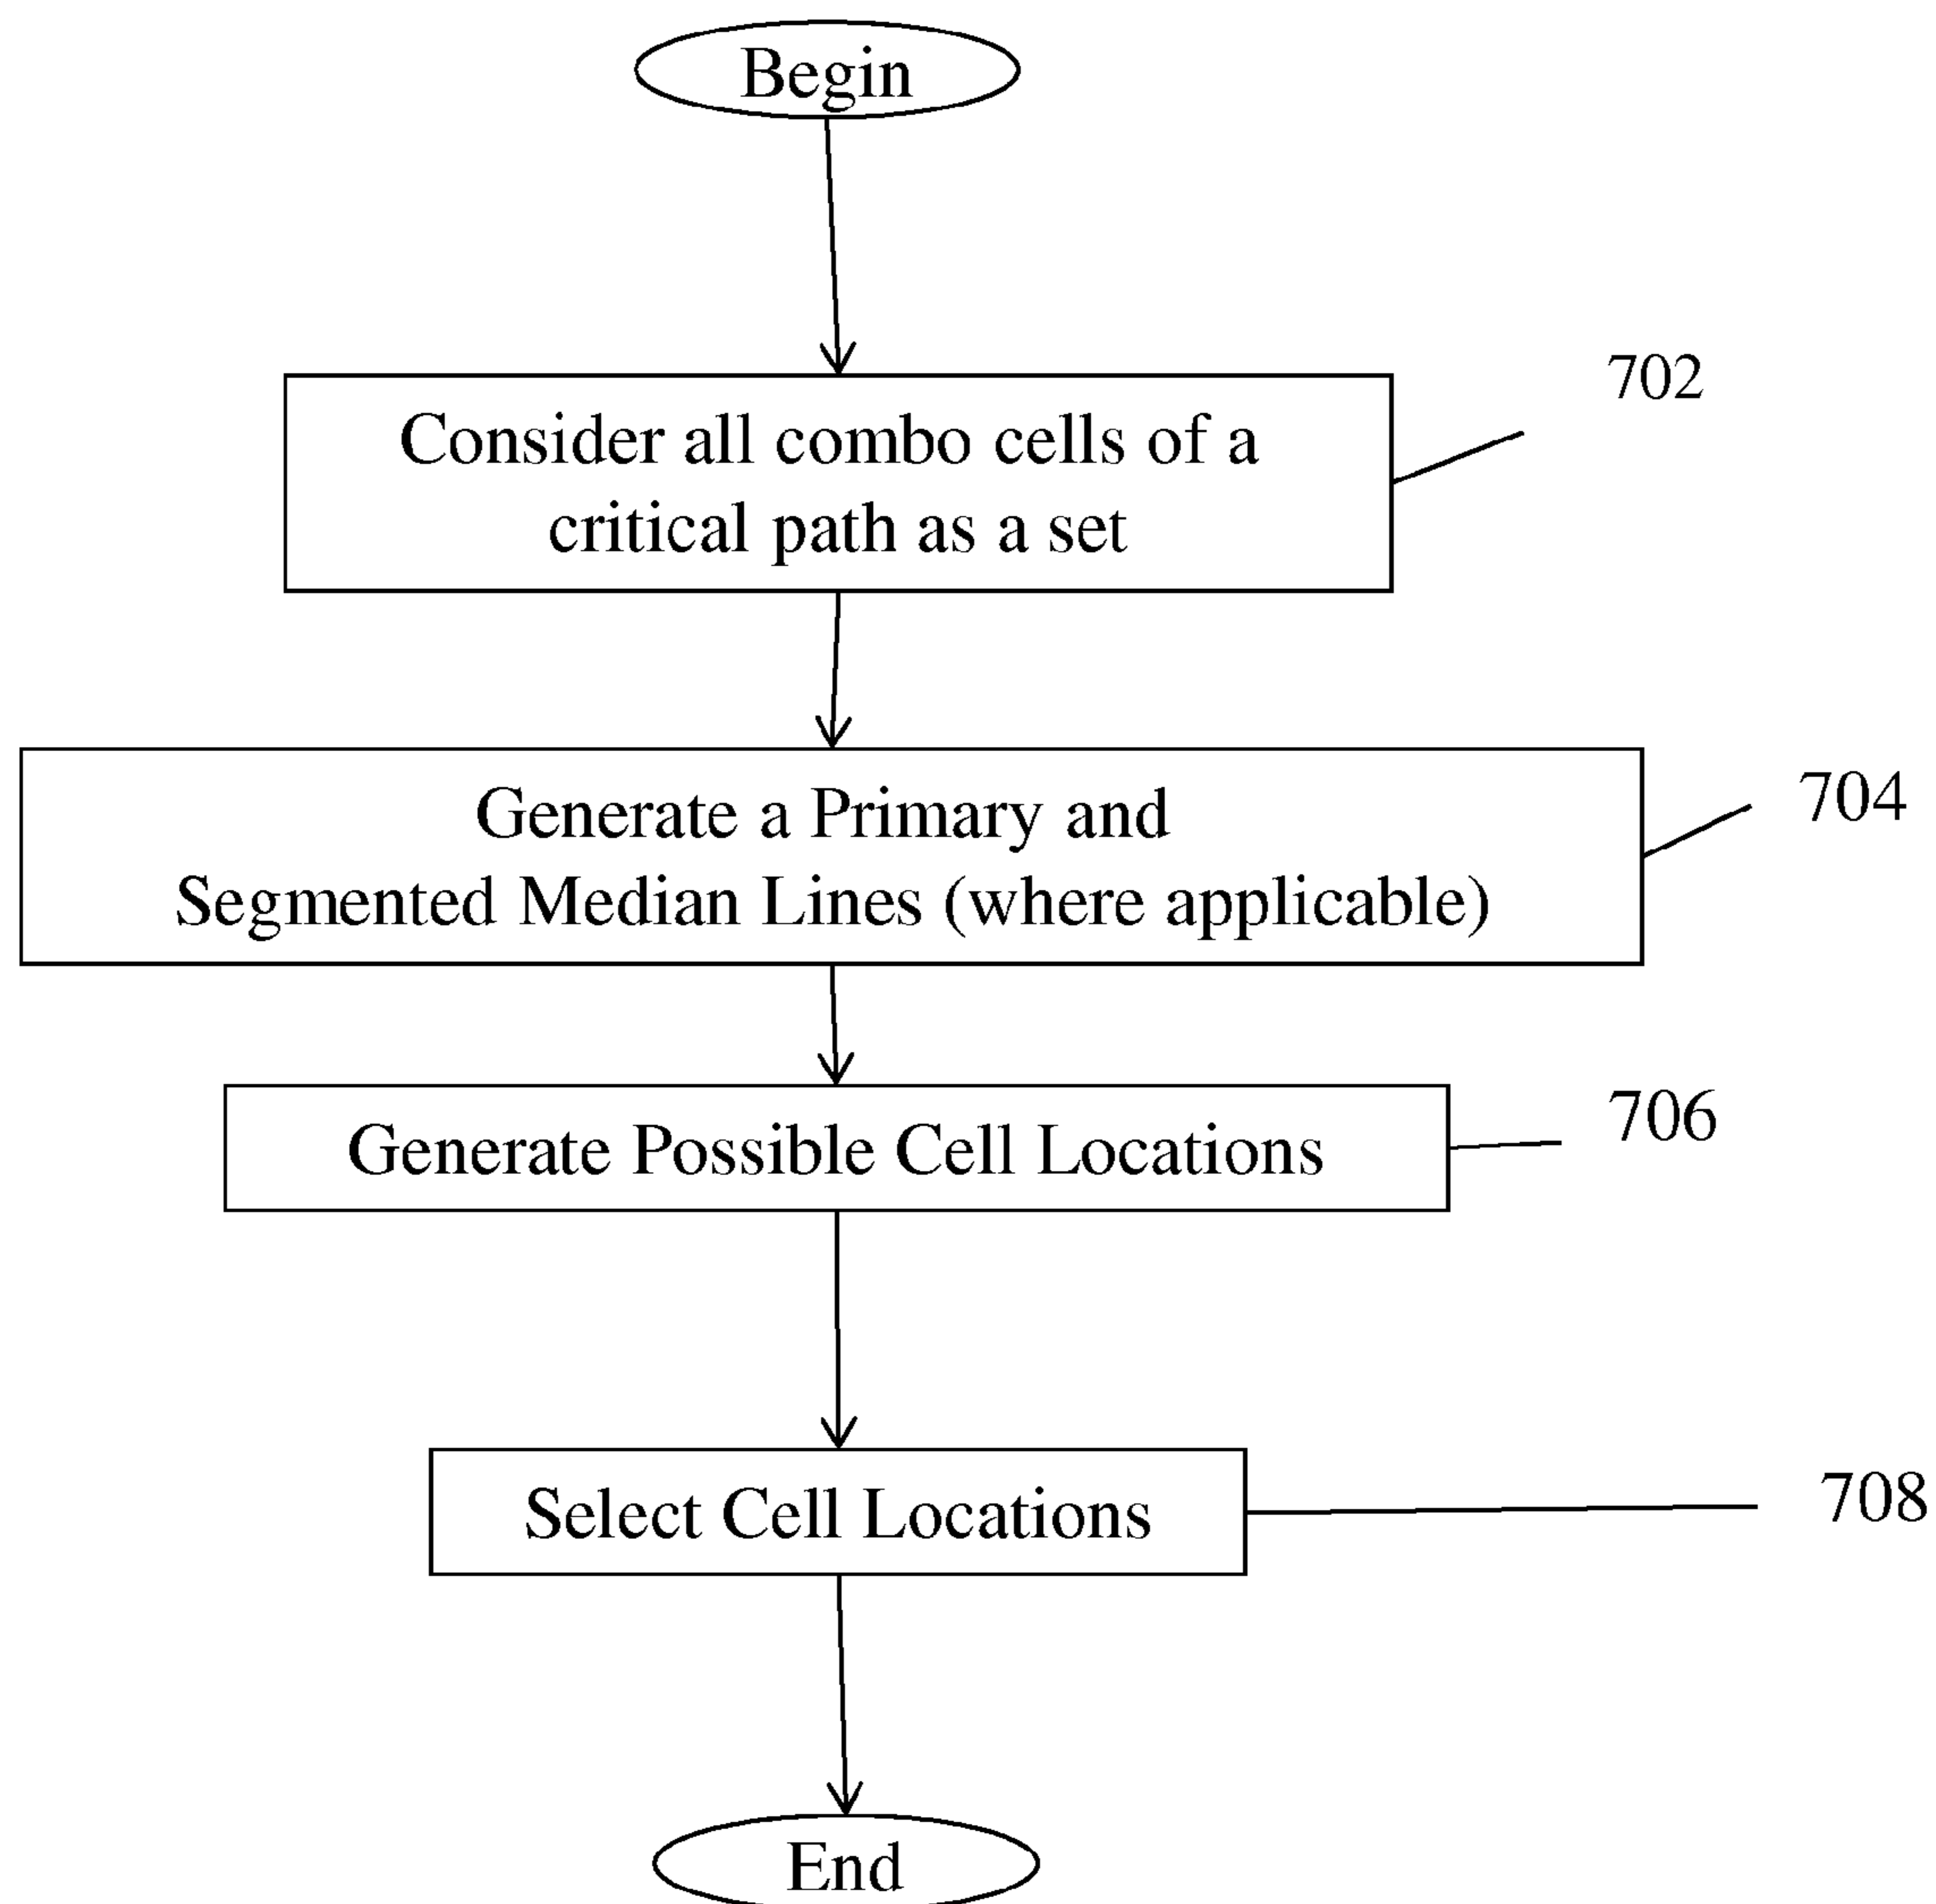 Begin
702
Consider all combo cells of a
critical path as a set
704
Generate a Primary and
Segmented Median Lines (where applicable)
706
Generate Possible Cell Locations
708
Select Cell Locations
End